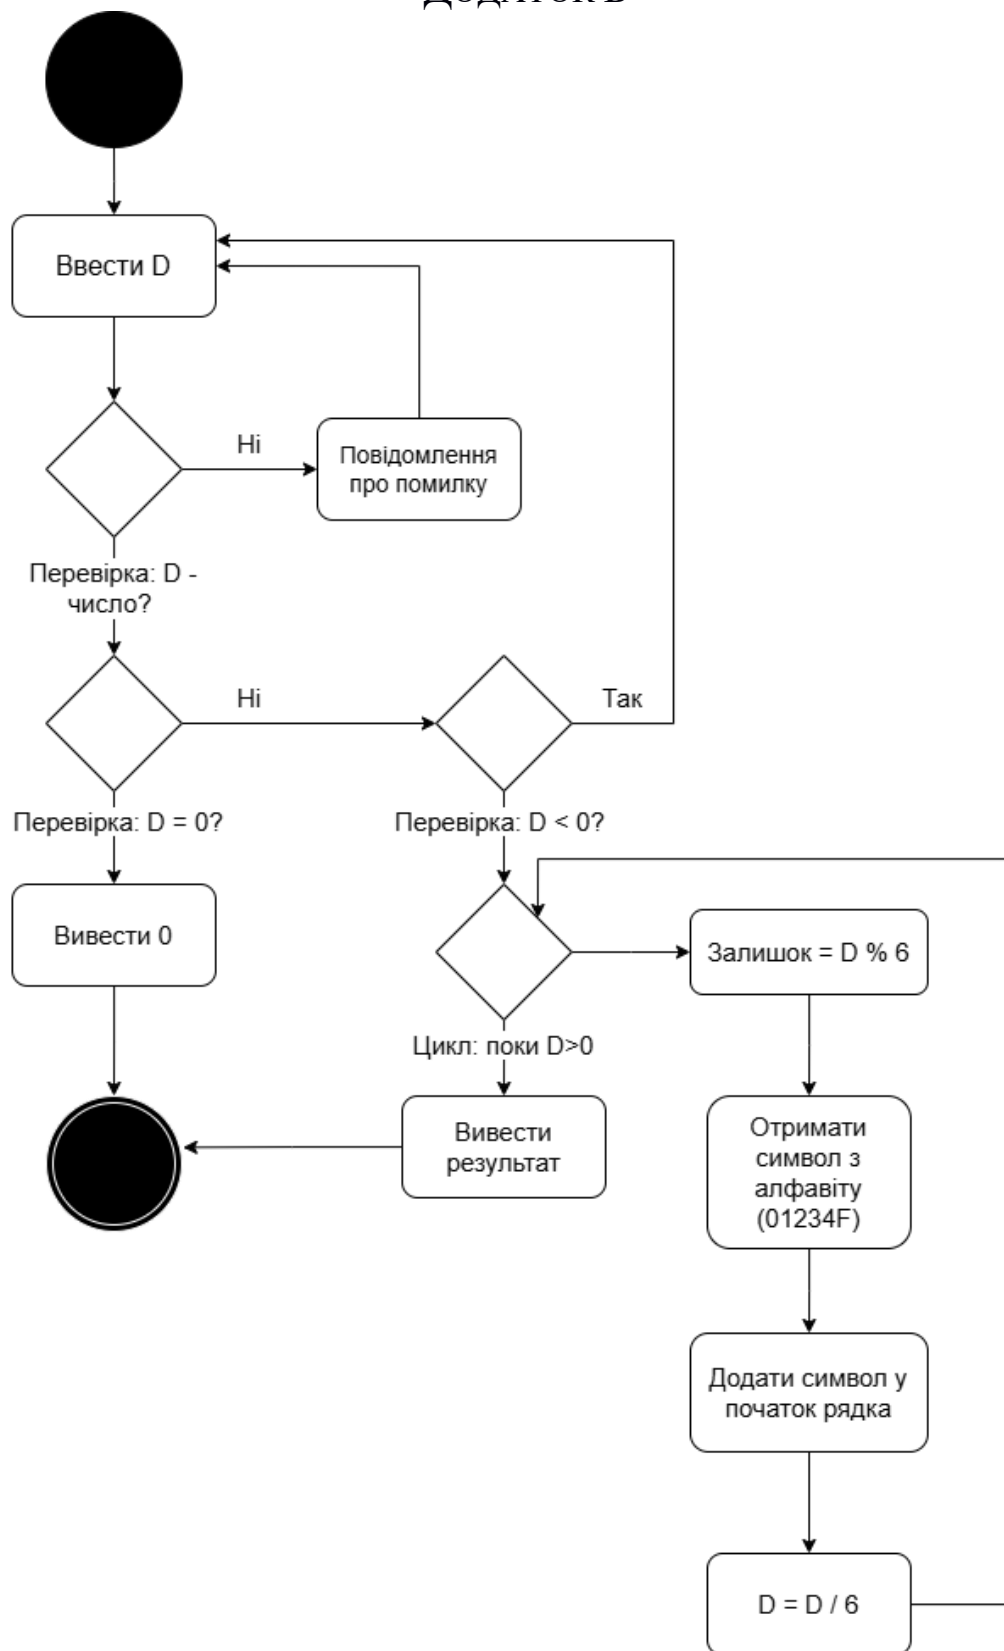 Ввести D
Ні
Повідомлення
про помилку
Перевірка: D -
число?
Ні
Так
Перевірка: D = 0?
Перевірка: D < 0?
Вивести 0
Залишок = D % 6
Цикл: поки D>0
Вивести
результат
Отримати
символ з
алфавіту
(01234F)
Додати символ у
початок рядка
D = D / 6